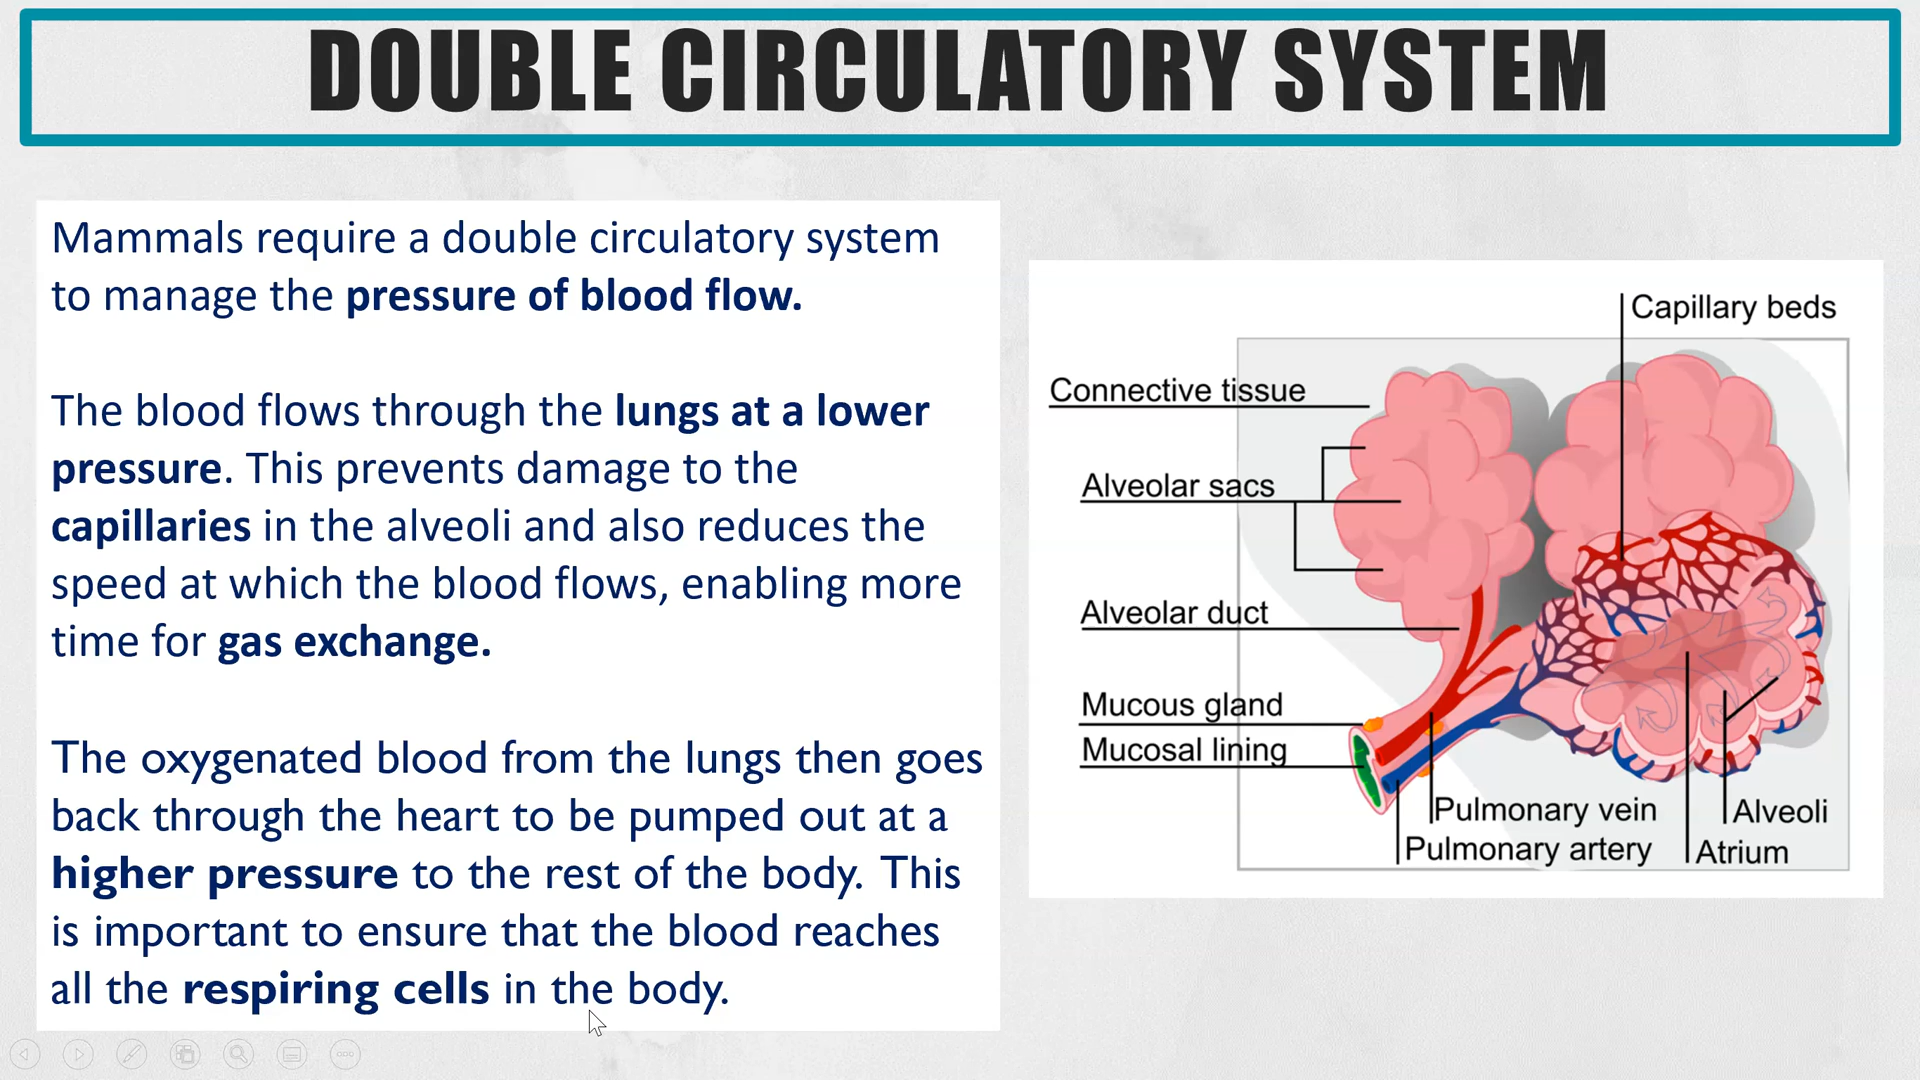 DOUBLE CIRCULATORY SYSTEM
Mammals require a double circulatory system
to manage the pressure of blood flow.
The blood flows through the lungs at a lower
pressure. This prevents damage to the
capillaries in the alveoli and also reduces the
speed at which the blood flows, enabling more
time for gas exchange.
The oxygenated blood from the lungs then goes
back through the heart to be pumped out at a
higher pressure to the rest of the body. This
is important to ensure that the blood reaches
all the respiring cells in the body.
Capillary beds
Connective tissue
Alveolar sacs
Alveolar duct
Mucous gland
Mucosal lining
Pulmonary vein
Pulmonary artery
Alveoli
Atrium